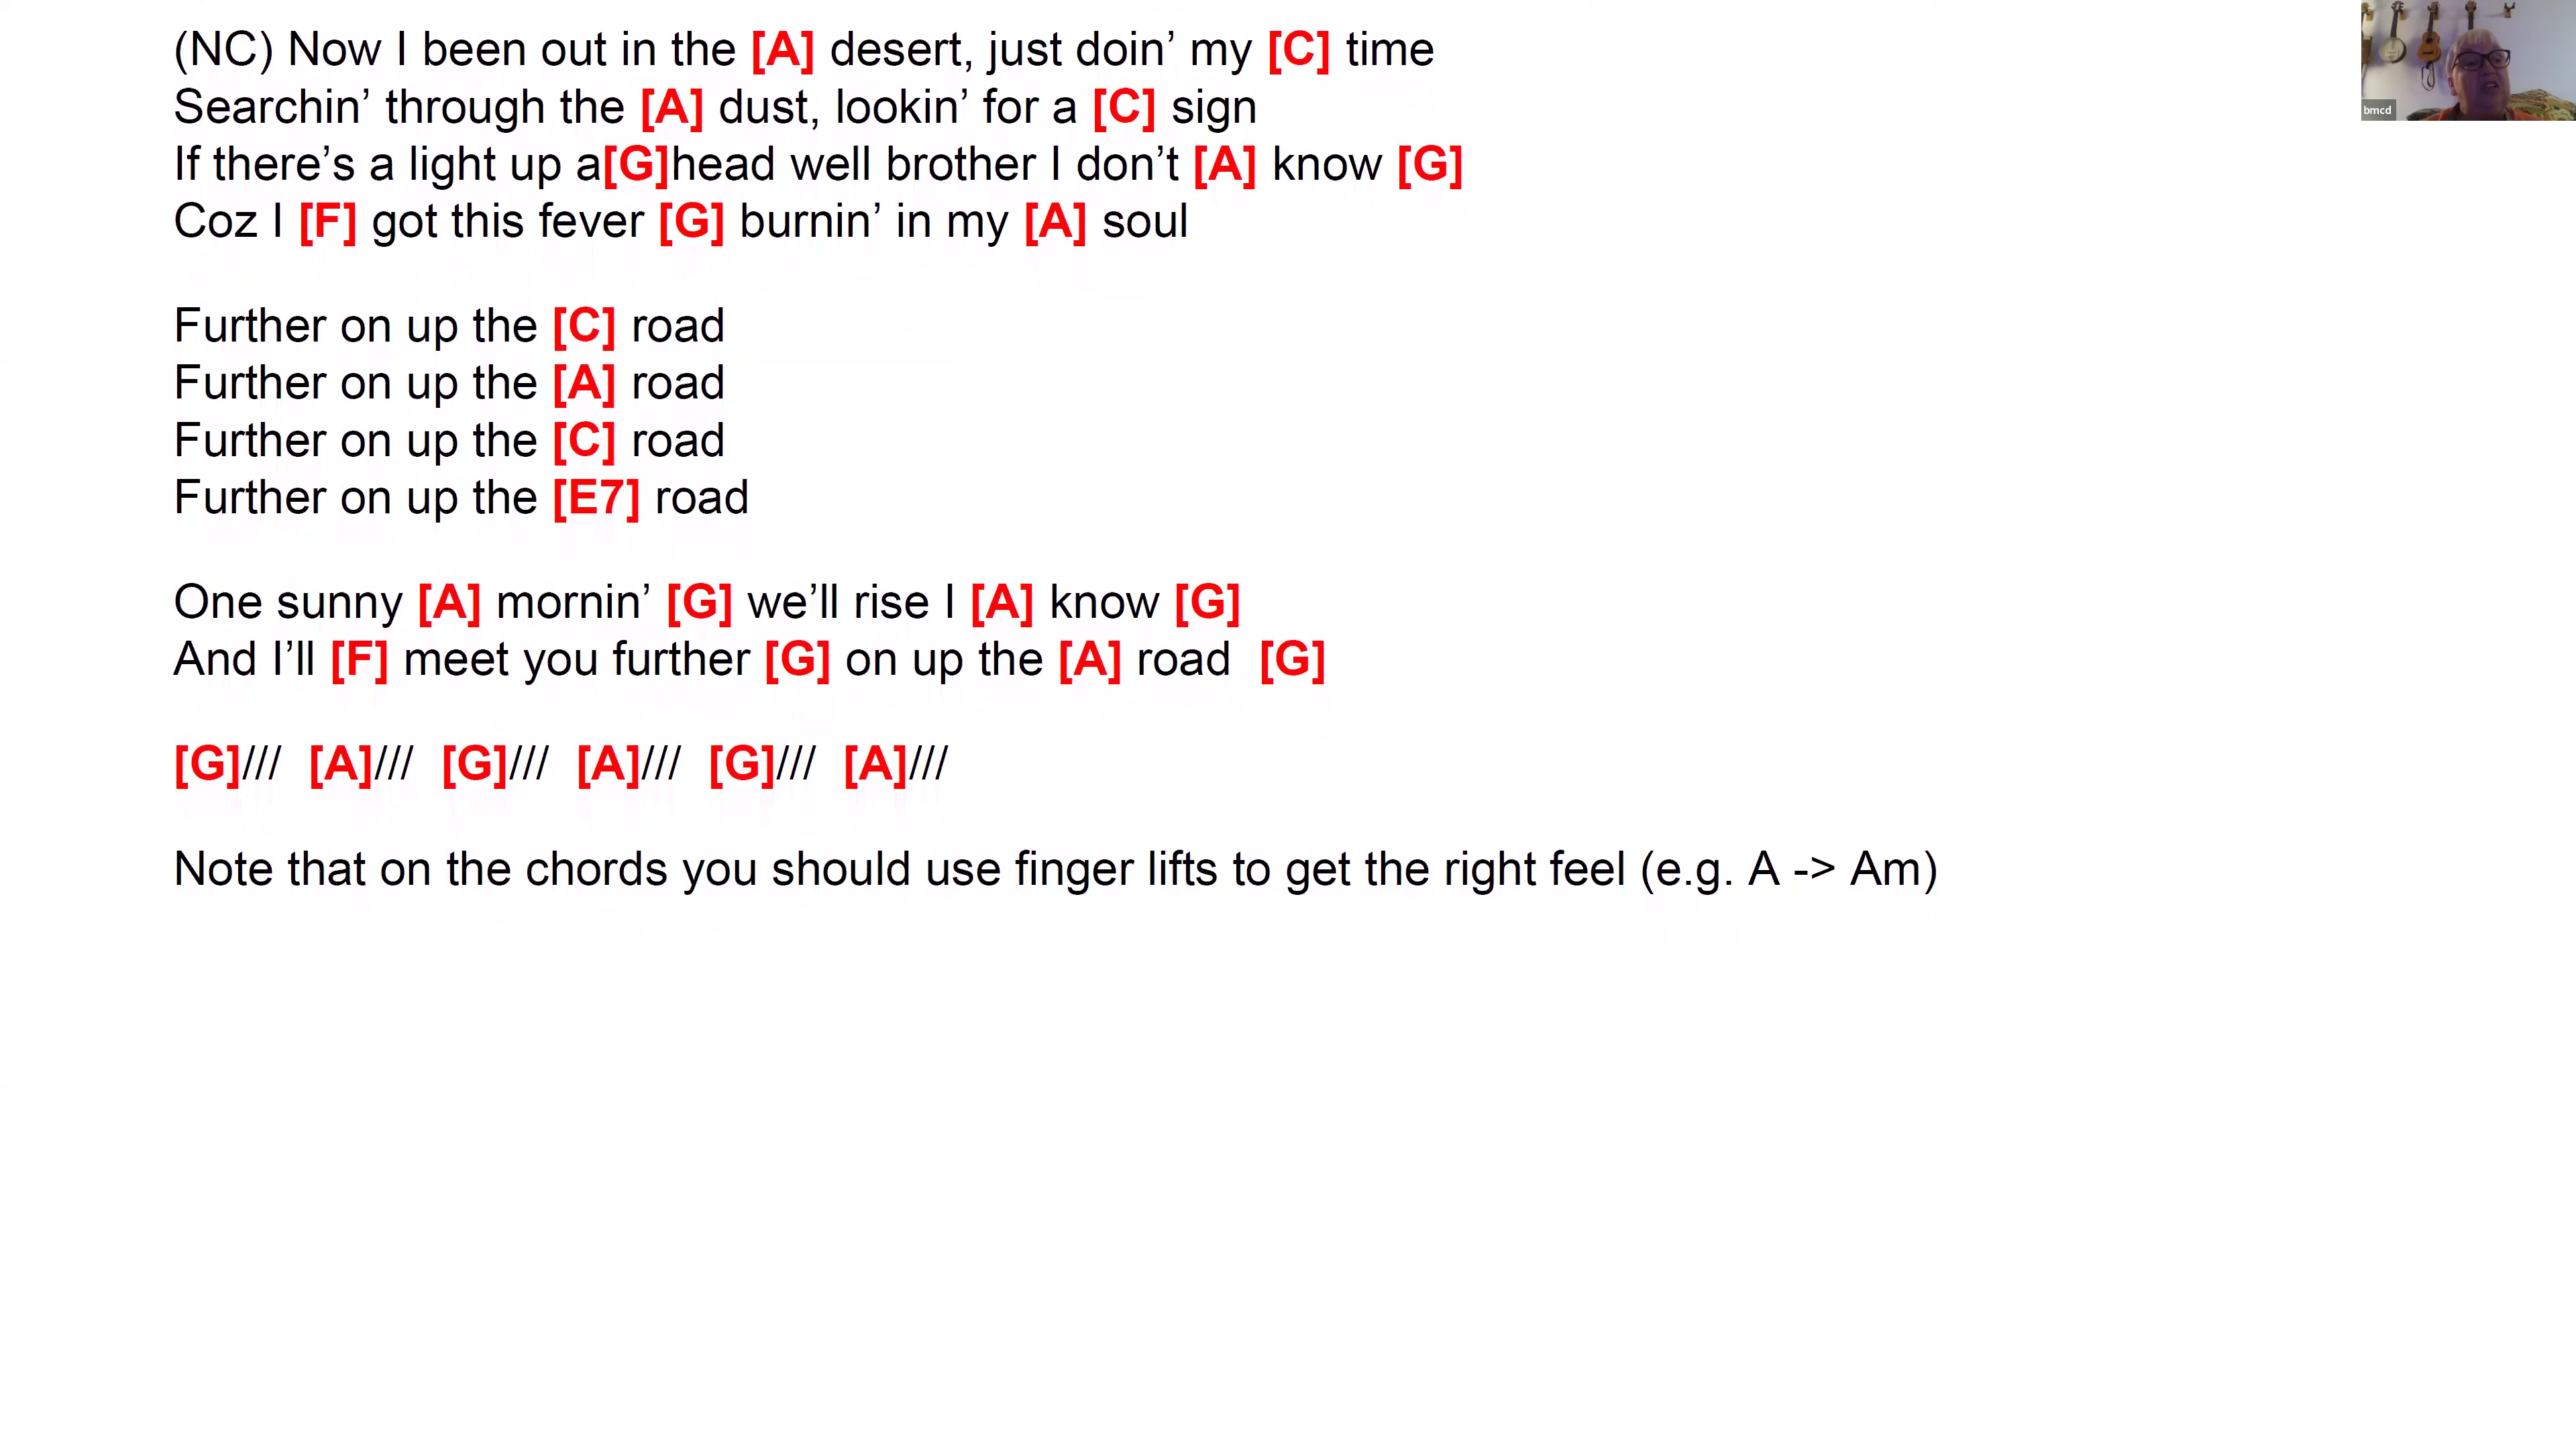 (NC) Now I been out in the [A] desert, just doin’ my [C] time
Searchin’ through the [A] dust, lookin’ for a [C] sign
If there’s a light up a[G]head well brother I don’t [A] know [G]
Coz I [F] got this fever [G] burnin’ in my [A] soul
Further on up the [C] road
Further on up the [A] road
Further on up the [C] road
Further on up the [E7] road
One sunny [A] mornin’ [G] we’ll rise I [A] know [G]
And I’ll [F] meet you further [G] on up the [A] road [G]
[G]/// [A]/// [G]/// [A]/// [G]/// [A]///
Note that on the chords you should use finger lifts to get the right feel (e.g. A -> Am)
bmcd